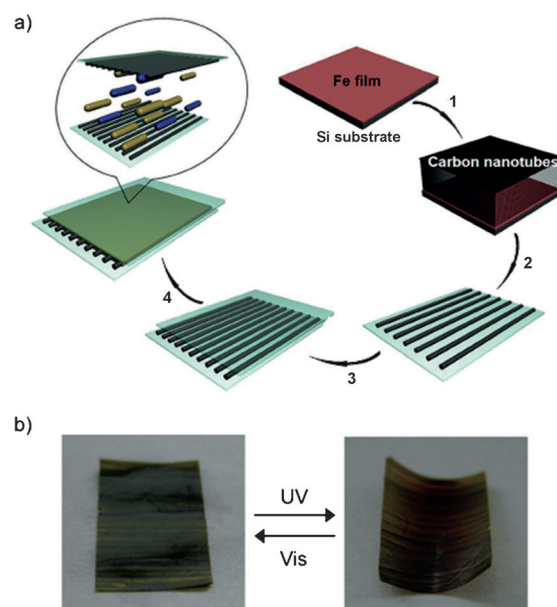 a)
Fe film
Si substrate
1
Carbon nanotubes
2
3
4
b)
UV
Vis